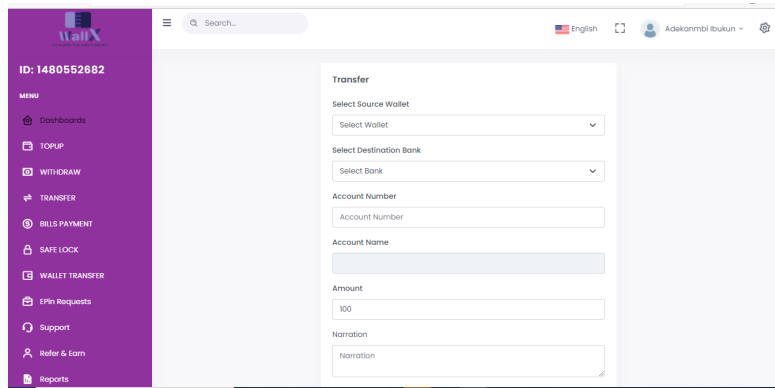 WallX
Search...
English
Adekanmbi Ibukun
ID: 1480552682
MENU
Dashboards
TOPUP
WITHDRAW
TRANSFER
BILLS PAYMENT
SAFE LOCK
WALLET TRANSFER
EPin Requests
Support
Refer & Earn
Reports
Transfer
Select Source Wallet
Select Wallet
Select Destination Bank
Select Bank
Account Number
Account Number
Account Name
Amount
100
Narration
Narration